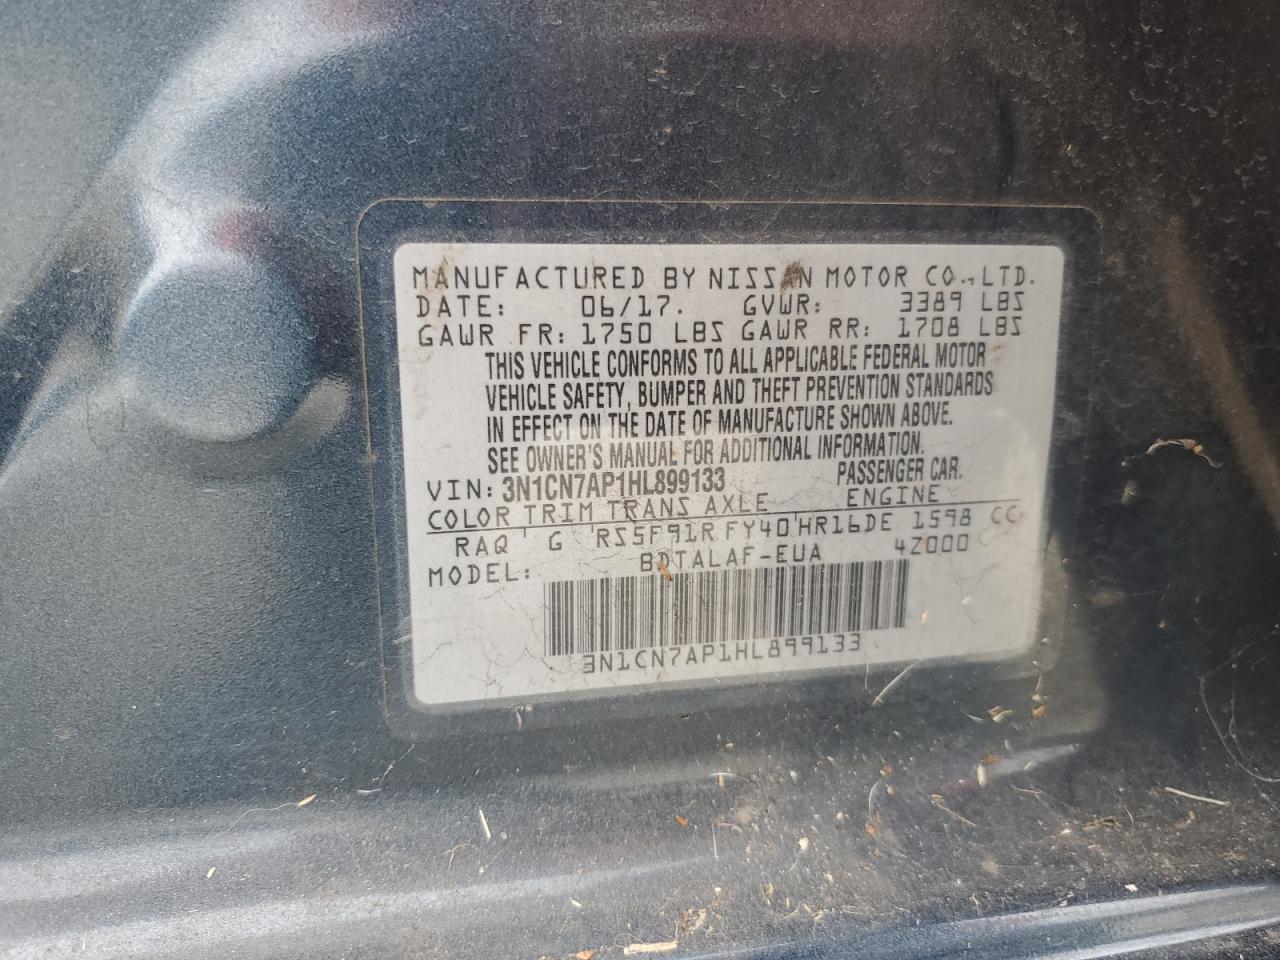 MANUFACTURED BY NISSAN MOTOR CO., LTD.
DATE: 06/17. GVWR: 3389 LBS
GAWR FR: 1750 LBS GAWR RR: 1708 LBS
THIS VEHICLE CONFORMS TO ALL APPLICABLE FEDERAL MOTOR
VEHICLE SAFETY, BUMPER AND THEFT PREVENTION STANDARDS
IN EFFECT ON THE DATE OF MANUFACTURE SHOWN ABOVE.
SEE OWNER'S MANUAL FOR ADDITIONAL INFORMATION.
VIN: 3N1CN7AP1HL899133 PASSENGER CAR.
COLOR TRIM TRANS AXLE ENGINE
RAQ G RS5F91R FY40 HR16DE 1598 CC
MODEL: BDTALAF-EUA 4Z000
3N1CN7AP1HL899133